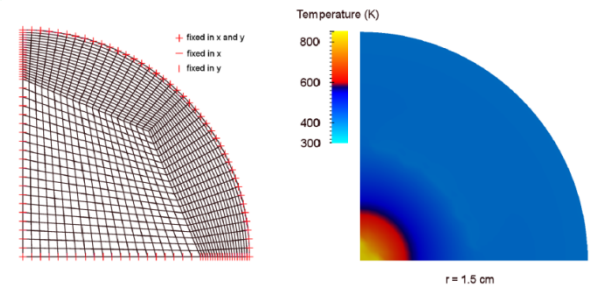 fixed in x and y
fixed in x
fixed in y
Temperature (K)
800
600
400
300
r = 1.5 cm